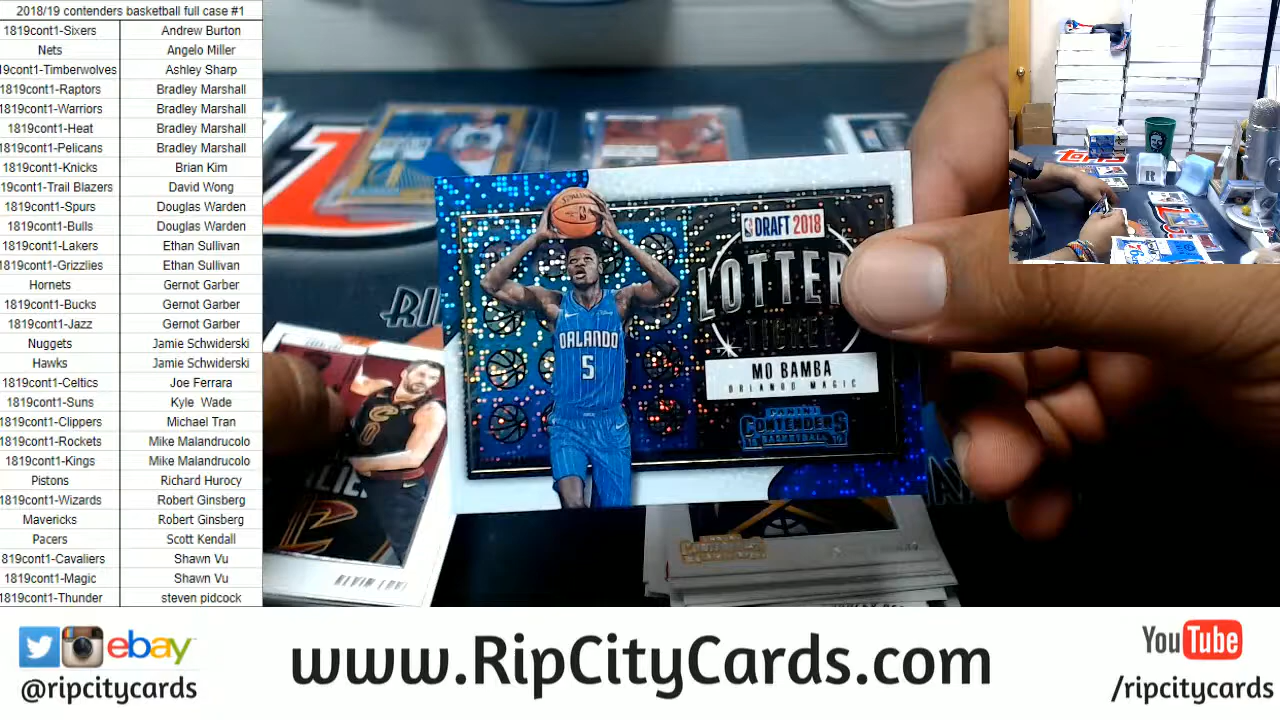 2018/19 contenders basketball full case #1
1819cont1-Sixers Andrew Burton
Nets Angelo Miller
19cont1-Timberwolves Ashley Sharp
1819cont1-Raptors Bradley Marshall
1819cont1-Warriors Bradley Marshall
1819cont1-Heat Bradley Marshall
1819cont1-Pelicans Bradley Marshall
1819cont1-Knicks Brian Kim
19cont1-Trail Blazers David Wong
1819cont1-Spurs Douglas Warden
1819cont1-Bulls Douglas Warden
1819cont1-Lakers Ethan Sullivan
1819cont1-Grizzlies Ethan Sullivan
Hornets Gernot Garber
1819cont1-Bucks Gernot Garber
1819cont1-Jazz Gernot Garber
Nuggets Jamie Schwiderski
Hawks Jamie Schwiderski
1819cont1-Celtics Joe Ferrara
1819cont1-Suns Kyle Wade
1819cont1-Clippers Michael Tran
1819cont1-Rockets Mike Malandrucolo
1819cont1-Kings Mike Malandrucolo
Pistons Richard Hurocy
1819cont1-Wizards Robert Ginsberg
Mavericks Robert Ginsberg
Pacers Scott Kendall
819cont1-Cavaliers Shawn Vu
1819cont1-Magic Shawn Vu
1819cont1-Thunder steven pidcock
SPALDING
ORLANDO
5
DRAFT 2018
LOTTER
TICKET
MO BAMBA
ORLANDO MAGIC
PANINI
CONTENDERS
BASKETBALL
KEVIN LOVE
ebay
@ripcitycards
www.RipCityCards.com
YouTube
/ripcitycards